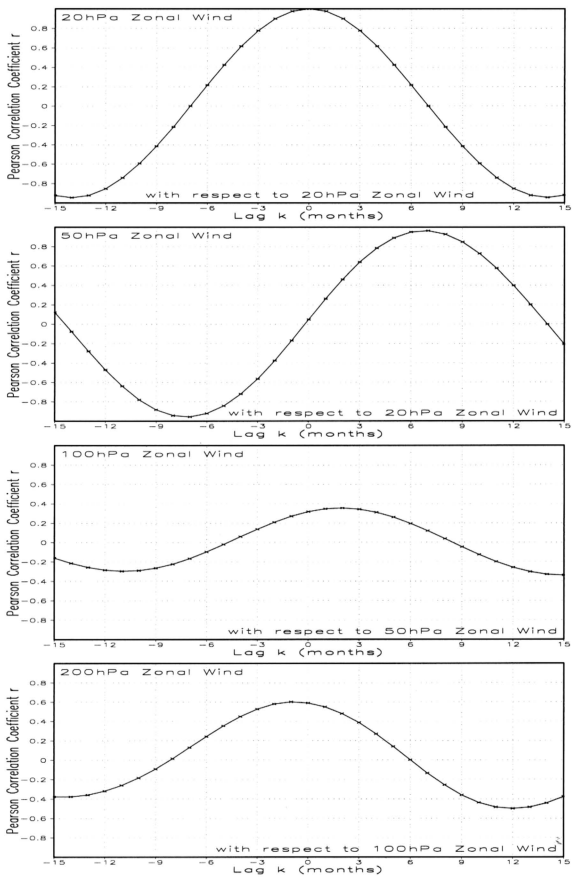 20hPa Zonal Wind
Pearson Correlation Coefficient r
0.8
0.6
0.4
0.2
0
-0.2
-0.4
-0.6
-0.8
with respect to 20hPa Zonal Wind
-15 -12 -9 -6 -3 0 3 6 9 12 15
Lag k (months)
50hPa Zonal Wind
Pearson Correlation Coefficient r
0.8
0.6
0.4
0.2
0
-0.2
-0.4
-0.6
-0.8
with respect to 20hPa Zonal Wind
-15 -12 -9 -6 -3 0 3 6 9 12 15
Lag k (months)
100hPa Zonal Wind
Pearson Correlation Coefficient r
0.8
0.6
0.4
0.2
0
-0.2
-0.4
-0.6
-0.8
with respect to 50hPa Zonal Wind
-15 -12 -9 -6 -3 0 3 6 9 12 15
Lag k (months)
200hPa Zonal Wind
Pearson Correlation Coefficient r
0.8
0.6
0.4
0.2
0
-0.2
-0.4
-0.6
-0.8
with respect to 100hPa Zonal Wind
-15 -12 -9 -6 -3 0 3 6 9 12 15
Lag k (months)